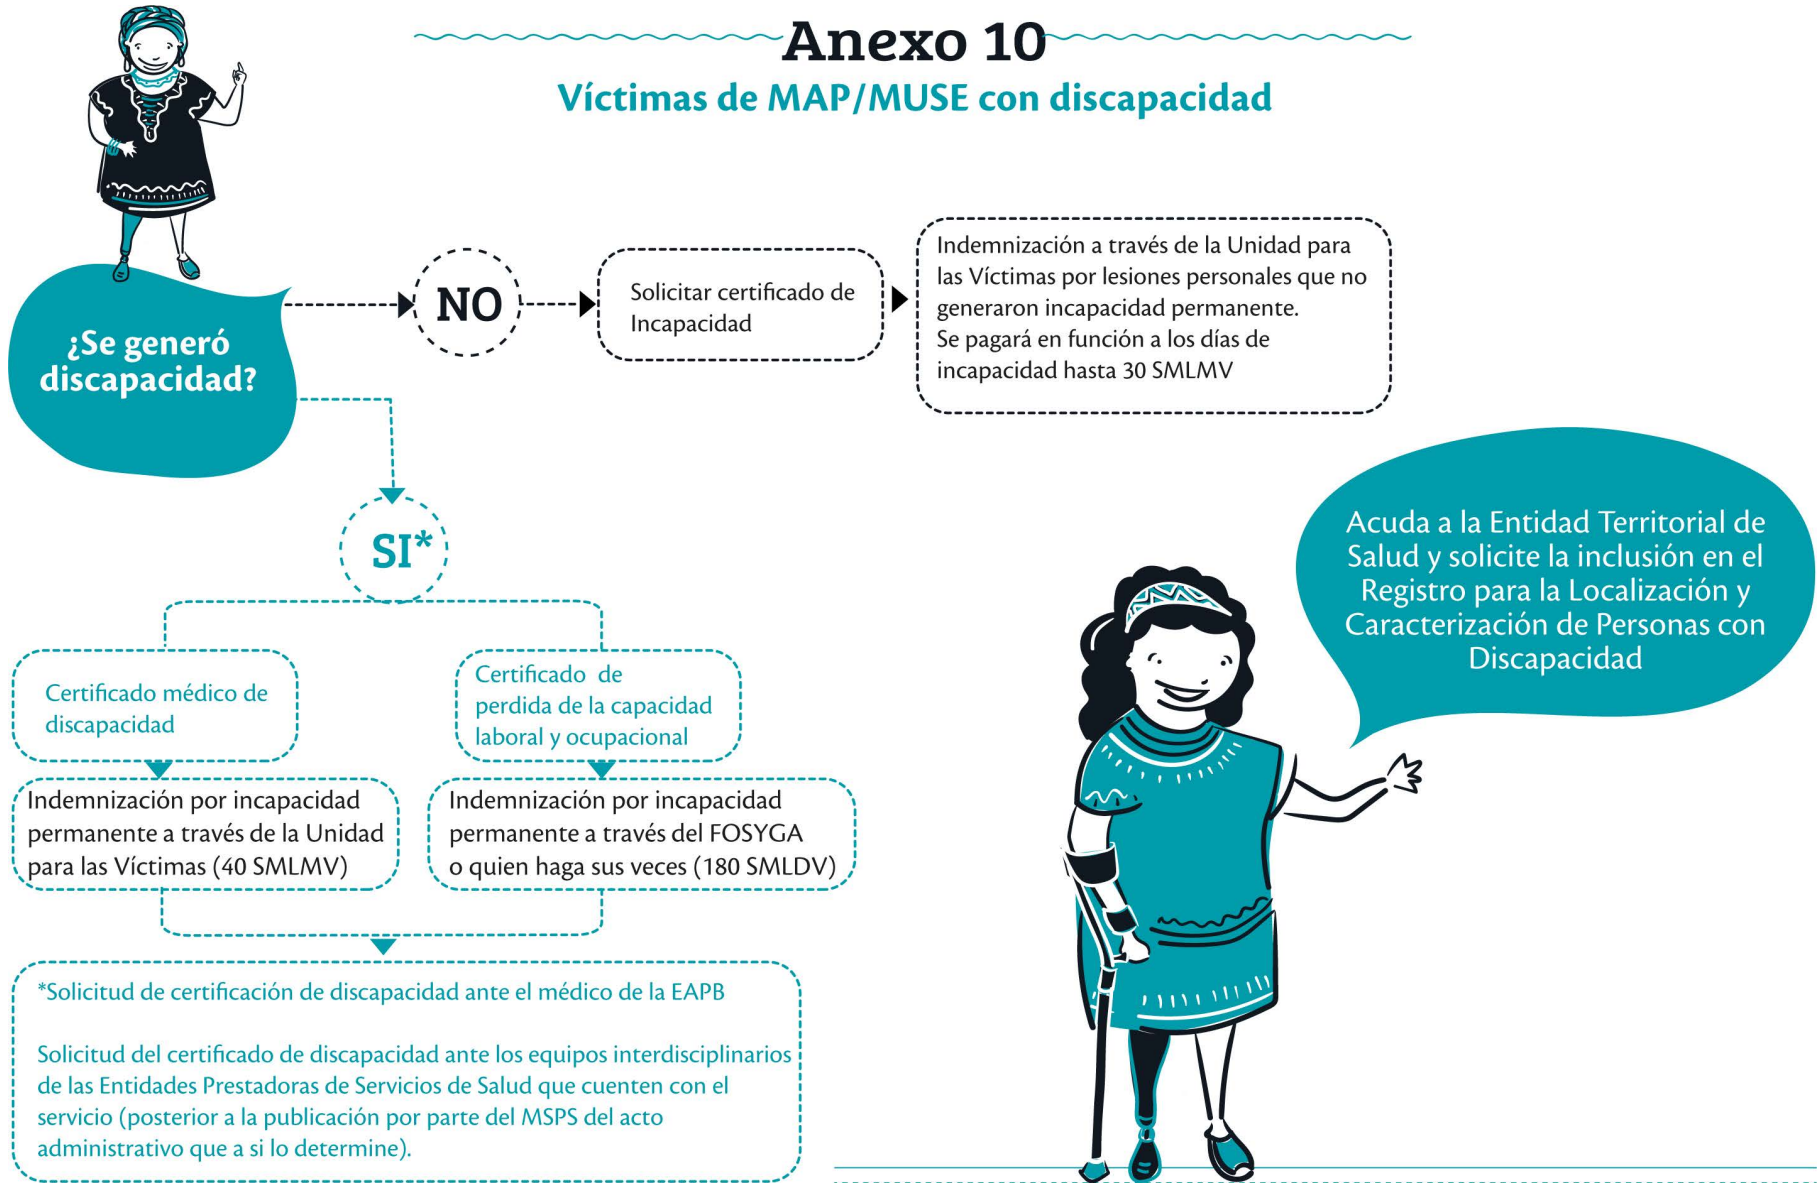 Anexo 10
Víctimas de MAP/MUSE con discapacidad
¿Se generó
discapacidad?
NO
Solicitar certificado de
Incapacidad
Indemnización a través de la Unidad para
las Víctimas por lesiones personales que no
generaron incapacidad permanente.
Se pagará en función a los días de
incapacidad hasta 30 SMLMV
SI*
Certificado médico de
discapacidad
Certificado de
perdida de la capacidad
laboral y ocupacional
Indemnización por incapacidad
permanente a través de la Unidad
para las Víctimas (40 SMLMV)
Indemnización por incapacidad
permanente a través del FOSYGA
o quien haga sus veces (180 SMLDV)
*Solicitud de certificación de discapacidad ante el médico de la EAPB
Solicitud del certificado de discapacidad ante los equipos interdisciplinarios
de las Entidades Prestadoras de Servicios de Salud que cuenten con el
servicio (posterior a la publicación por parte del MSPS del acto
administrativo que a si lo determine).
Acuda a la Entidad Territorial de
Salud y solicite la inclusión en el
Registro para la Localización y
Caracterización de Personas con
Discapacidad